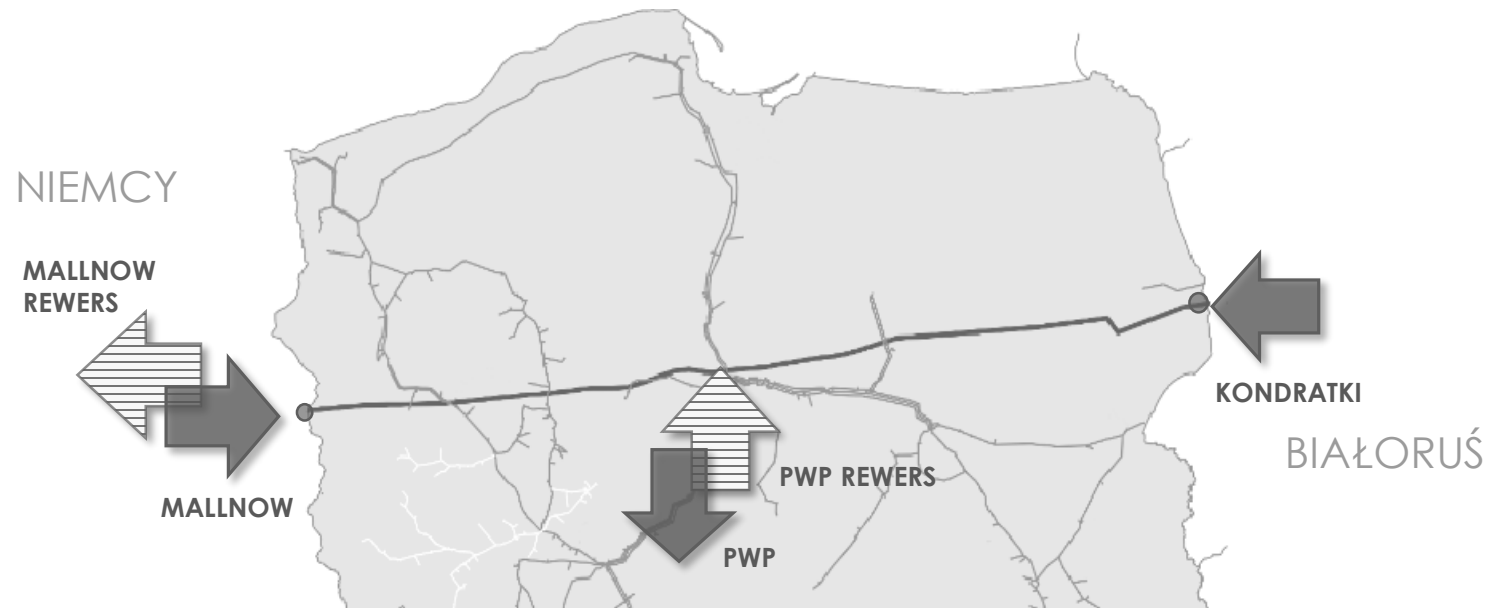 NIEMCY
MALLNOW
REWERS
MALLNOW
KONDRATKI
BIAŁORUŚ
PWP REWERS
PWP